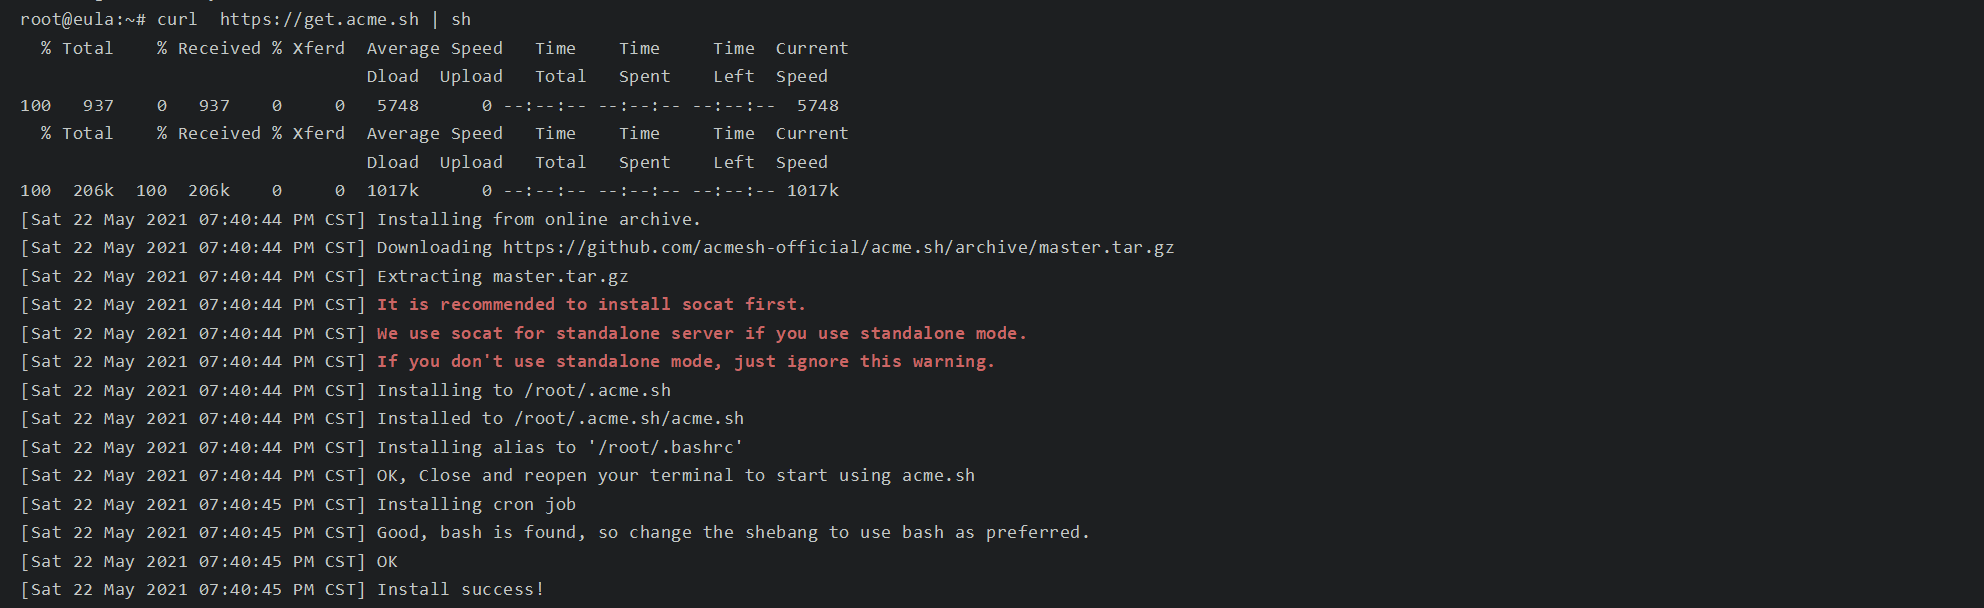 root@eula:~# curl  https://get.acme.sh | sh
  % Total    % Received % Xferd  Average Speed   Time    Time     Time  Current
                                 Dload  Upload   Total   Spent    Left  Speed
100   937    0   937    0     0   5748      0 --:--:-- --:--:-- --:--:--  5748
  % Total    % Received % Xferd  Average Speed   Time    Time     Time  Current
                                 Dload  Upload   Total   Spent    Left  Speed
100  206k  100  206k    0     0  1017k      0 --:--:-- --:--:-- --:--:-- 1017k
[Sat 22 May 2021 07:40:44 PM CST] Installing from online archive.
[Sat 22 May 2021 07:40:44 PM CST] Downloading https://github.com/acmesh-official/acme.sh/archive/master.tar.gz
[Sat 22 May 2021 07:40:44 PM CST] Extracting master.tar.gz
[Sat 22 May 2021 07:40:44 PM CST] It is recommended to install socat first.
[Sat 22 May 2021 07:40:44 PM CST] We use socat for standalone server if you use standalone mode.
[Sat 22 May 2021 07:40:44 PM CST] If you don't use standalone mode, just ignore this warning.
[Sat 22 May 2021 07:40:44 PM CST] Installing to /root/.acme.sh
[Sat 22 May 2021 07:40:44 PM CST] Installed to /root/.acme.sh/acme.sh
[Sat 22 May 2021 07:40:44 PM CST] Installing alias to '/root/.bashrc'
[Sat 22 May 2021 07:40:44 PM CST] OK, Close and reopen your terminal to start using acme.sh
[Sat 22 May 2021 07:40:45 PM CST] Installing cron job
[Sat 22 May 2021 07:40:45 PM CST] Good, bash is found, so change the shebang to use bash as preferred.
[Sat 22 May 2021 07:40:45 PM CST] OK
[Sat 22 May 2021 07:40:45 PM CST] Install success!